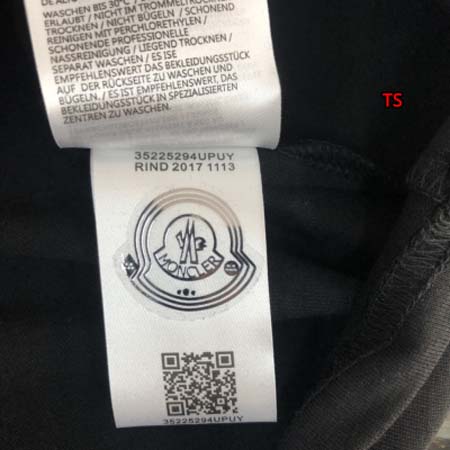 WASCHEN BIS 30°C /
ERLAUBT / NICHT IM TROMMELTROCKNER
TROCKNEN / NICHT BÜGELN / SCHONEND
REINIGEN MIT PERCHLORETHYLEN /
SCHONENDE PROFESSIONELLE
NASSREINIGUNG / LIEGEND TROCKNEN /
SEPARAT WASCHEN / ES ISE
EMPFEHLENSWERT DAS BEKLEIDUNGSSTÜCK
AUF DER RÜCKSEITE ZU WASCHEN UND
BÜGELN. / ES IST EMPFEHLENSWERT, DAS
BEKLEIDUNGSSTÜCK IN SPEZIALISIERTEN
ZENTREN ZU WASCHEN.
TS
35225294UPUY
RIND 2017 1113
MONCLER
35225294UPUY